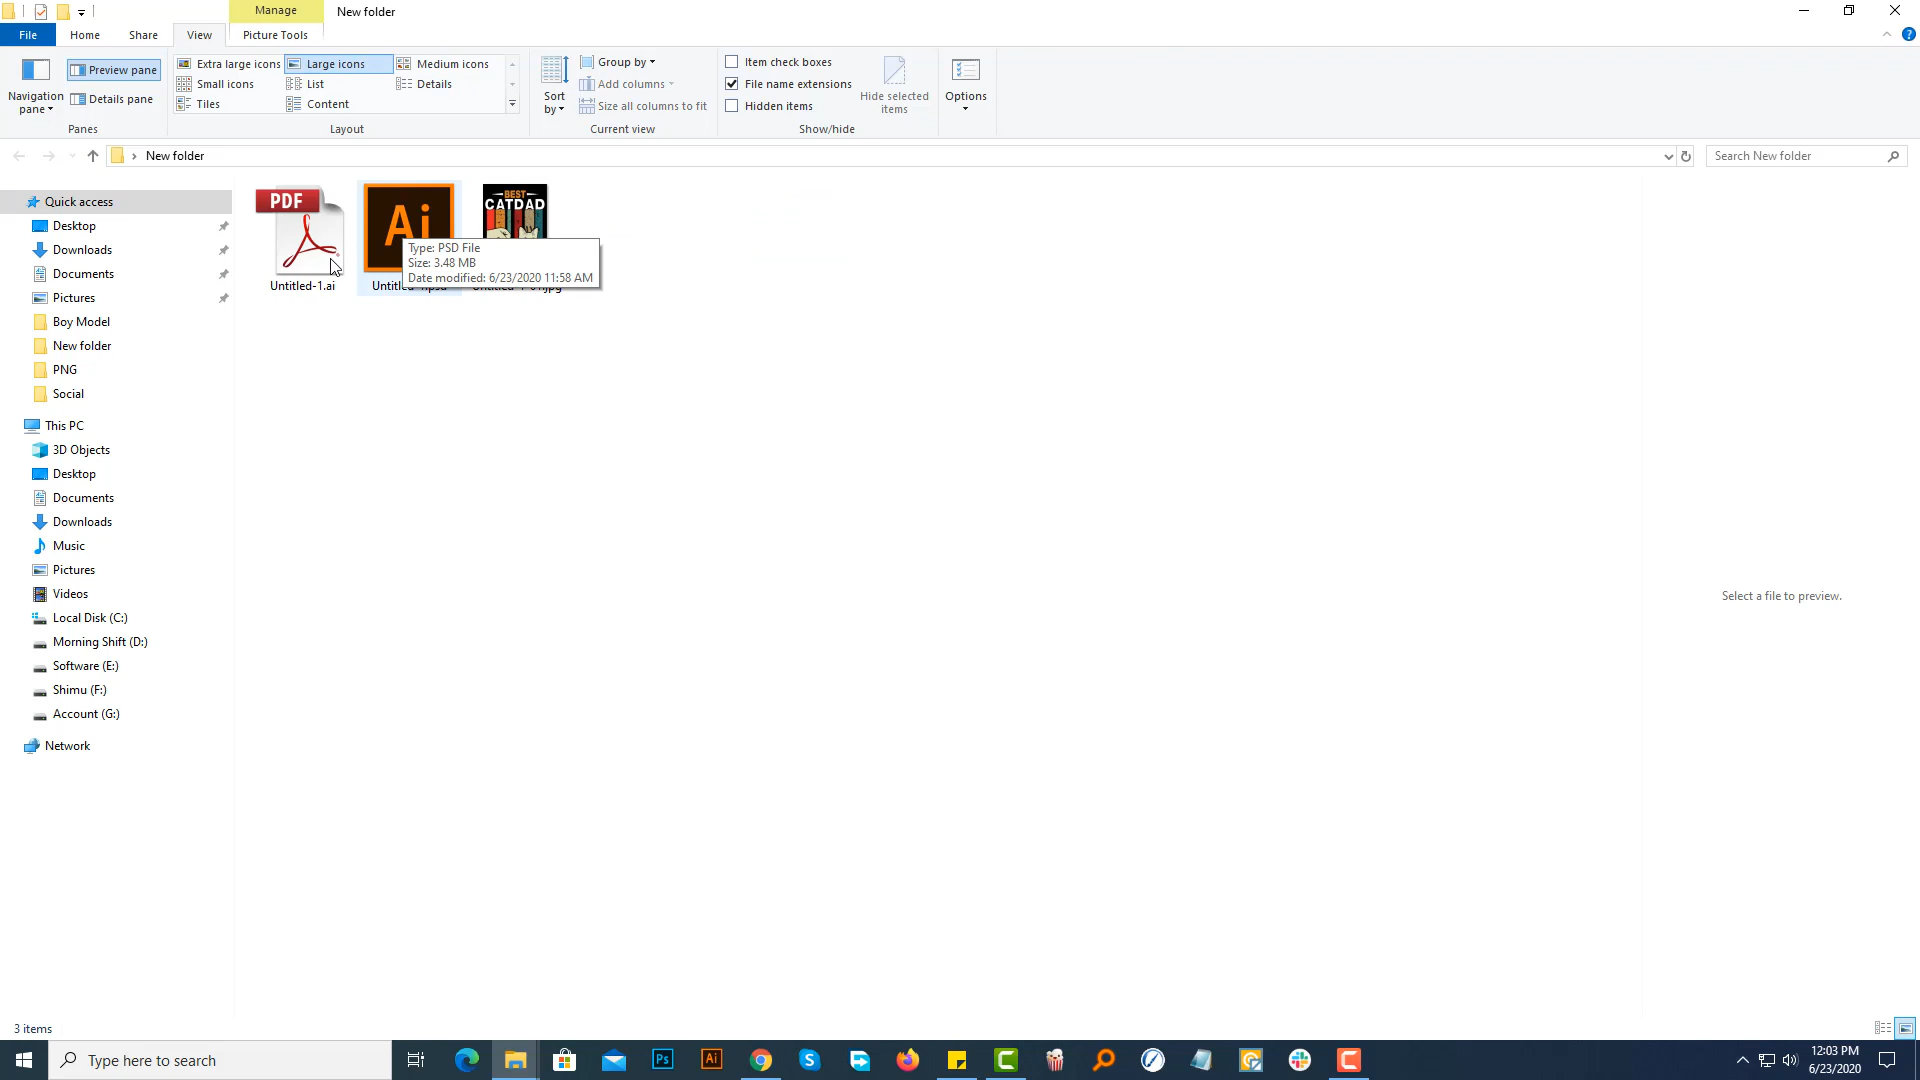 Manage
New folder
File
Home
Share
View
Picture Tools
Navigation pane
Preview pane
Details pane
Panes
Extra large icons
Large icons
Medium icons
Small icons
List
Details
Tiles
Content
Layout
Sort by
Group by
Add columns
Size all columns to fit
Current view
Item check boxes
File name extensions
Hidden items
Hide selected items
Show/hide
Options
New folder
Search New folder
Quick access
Desktop
Downloads
Documents
Pictures
Boy Model
New folder
PNG
Social
This PC
3D Objects
Desktop
Documents
Downloads
Music
Pictures
Videos
Local Disk (C:)
Morning Shift (D:)
Software (E:)
Shimu (F:)
Account (G:)
Network
PDF
Untitled-1.ai
Ai
BEST
CATDAD
Type: PSD File
Size: 3.48 MB
Date modified: 6/23/2020 11:58 AM
Select a file to preview.
3 items
Type here to search
Ps
Ai
12:03 PM
6/23/2020